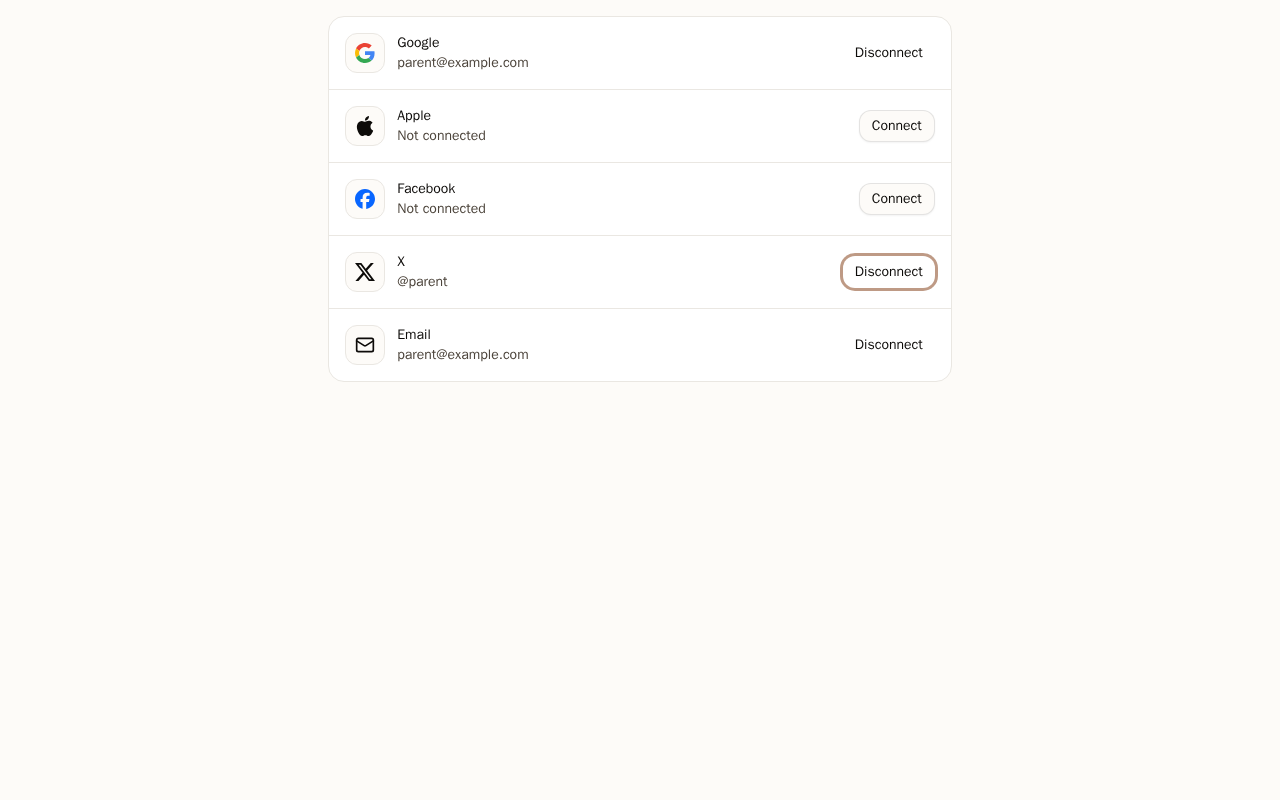 Google
parent@example.com
Disconnect
Apple
Not connected
Connect
Facebook
Not connected
Connect
X
@parent
Disconnect
Email
parent@example.com
Disconnect